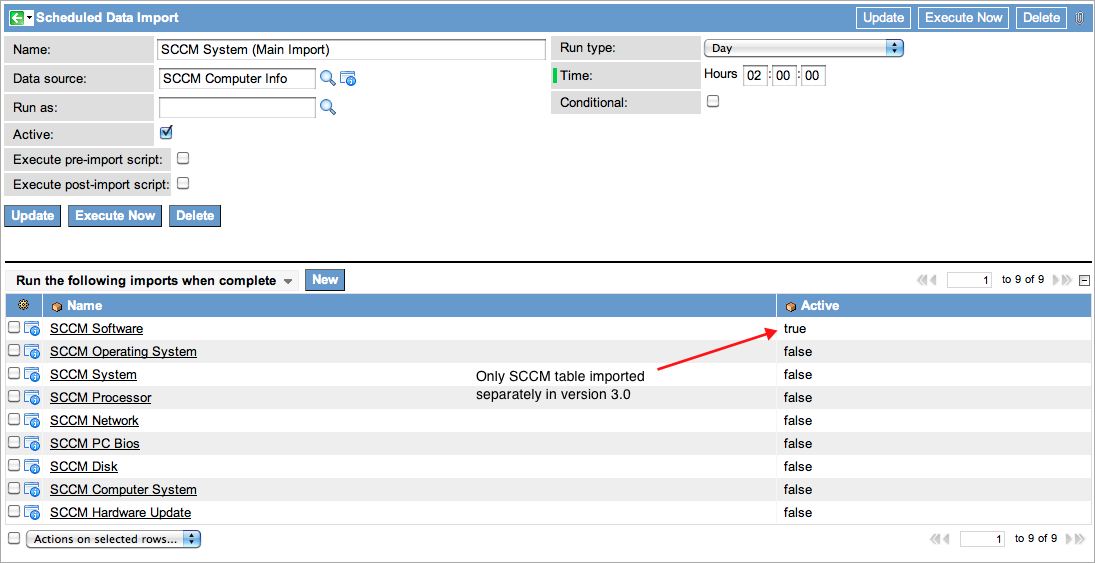 Scheduled Data Import Update Execute Now Delete
Name: SCCM System (Main Import) Run type: Day
Data source: SCCM Computer Info Time: Hours 02 : 00 : 00
Run as: Conditional:
Active:
Execute pre-import script:
Execute post-import script:
Update Execute Now Delete
Run the following imports when complete New 1 to 9 of 9
Name Active
SCCM Software true
SCCM Operating System false
SCCM System false
Only SCCM table imported
separately in version 3.0
SCCM Processor false
SCCM Network false
SCCM PC Bios false
SCCM Disk false
SCCM Computer System false
SCCM Hardware Update false
Actions on selected rows... 1 to 9 of 9